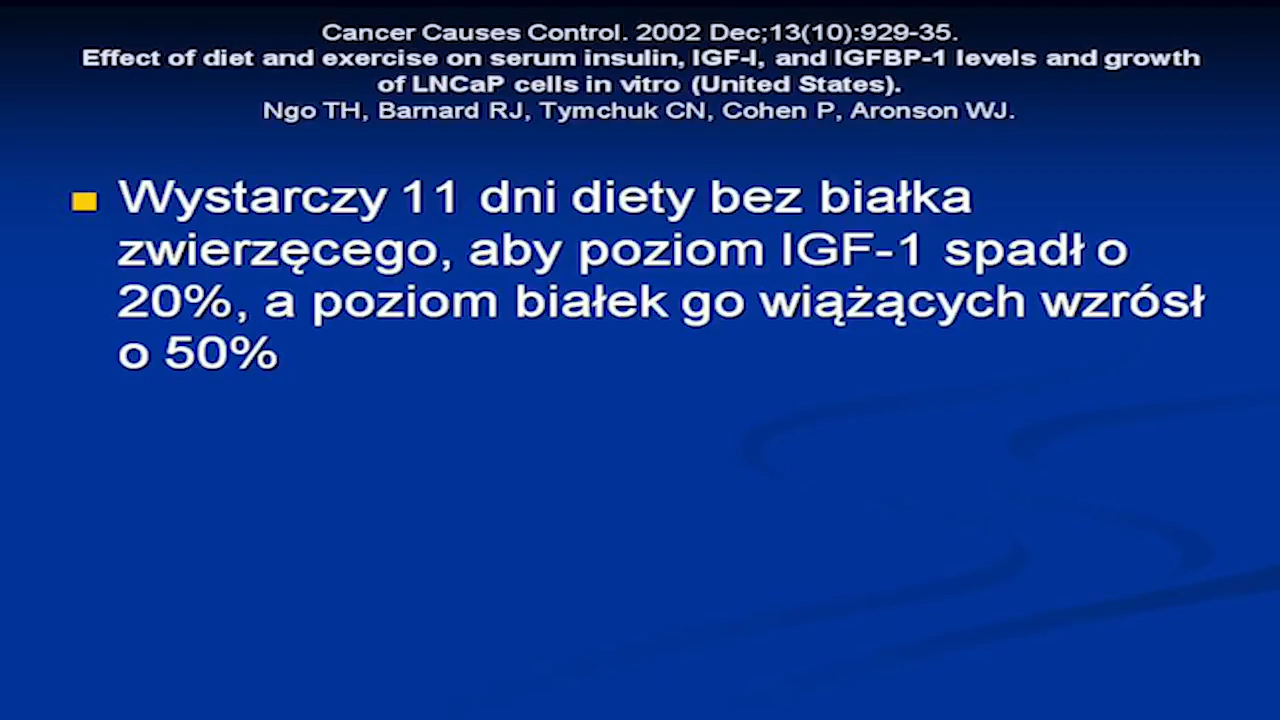 Cancer Causes Control. 2002 Dec;13(10):929-35.
Effect of diet and exercise on serum insulin, IGF-I, and IGFBP-1 levels and growth
of LNCaP cells in vitro (United States).
Ngo TH, Barnard RJ, Tymchuk CN, Cohen P, Aronson WJ.
Wystarczy 11 dni diety bez białka
zwierzęcego, aby poziom IGF-1 spadł o
20%, a poziom białek go wiążących wzrósł
o 50%